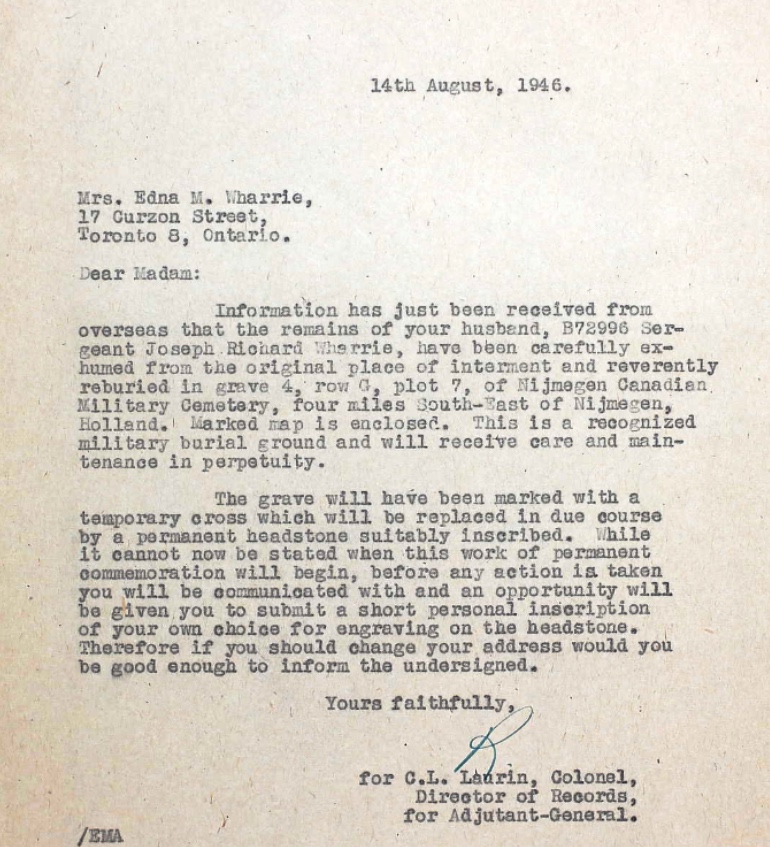 14th August, 1946.
Mrs. Edna M. Wharrie,
17 Curzon Street,
Toronto 8, Ontario.
Dear Madam:
Information has just been received from
overseas that the remains of your husband, B72996 Ser-
geant Joseph Richard Wharrie, have been carefully ex-
humed from the original place of interment and reverently
reburied in grave 4, row G, plot 7, of Nijmegen Canadian
Military Cemetery, four miles South-East of Nijmegen,
Holland. Marked map is enclosed. This is a recognized
military burial ground and will receive care and main-
tenance in perpetuity.
The grave will have been marked with a
temporary cross which will be replaced in due course
by a permanent headstone suitably inscribed. While
it cannot now be stated when this work of permanent
commemoration will begin, before any action is taken
you will be communicated with and an opportunity will
be given you to submit a short personal inscription
of your own choice for engraving on the headstone.
Therefore if you should change your address would you
be good enough to inform the undersigned.
Yours faithfully,
for C.L. Laurin, Colonel,
Director of Records,
for Adjutant-General.
/EMA